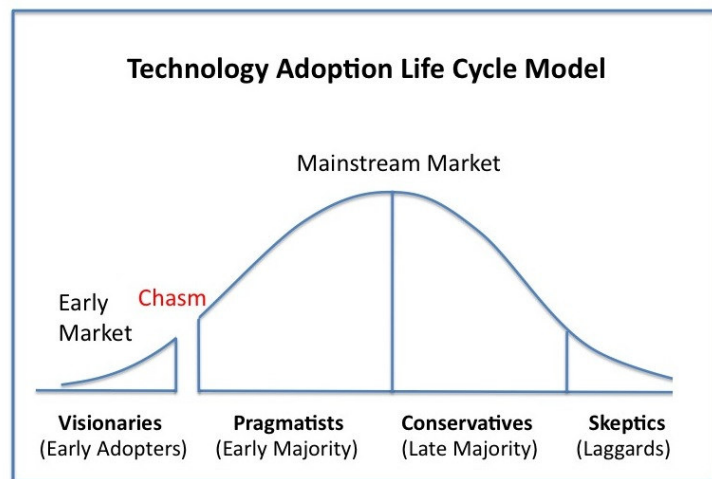 Technology Adoption Life Cycle Model
Mainstream Market
Chasm
Early
Market
Visionaries
(Early Adopters)
Pragmatists
(Early Majority)
Conservatives
(Late Majority)
Skeptics
(Laggards)